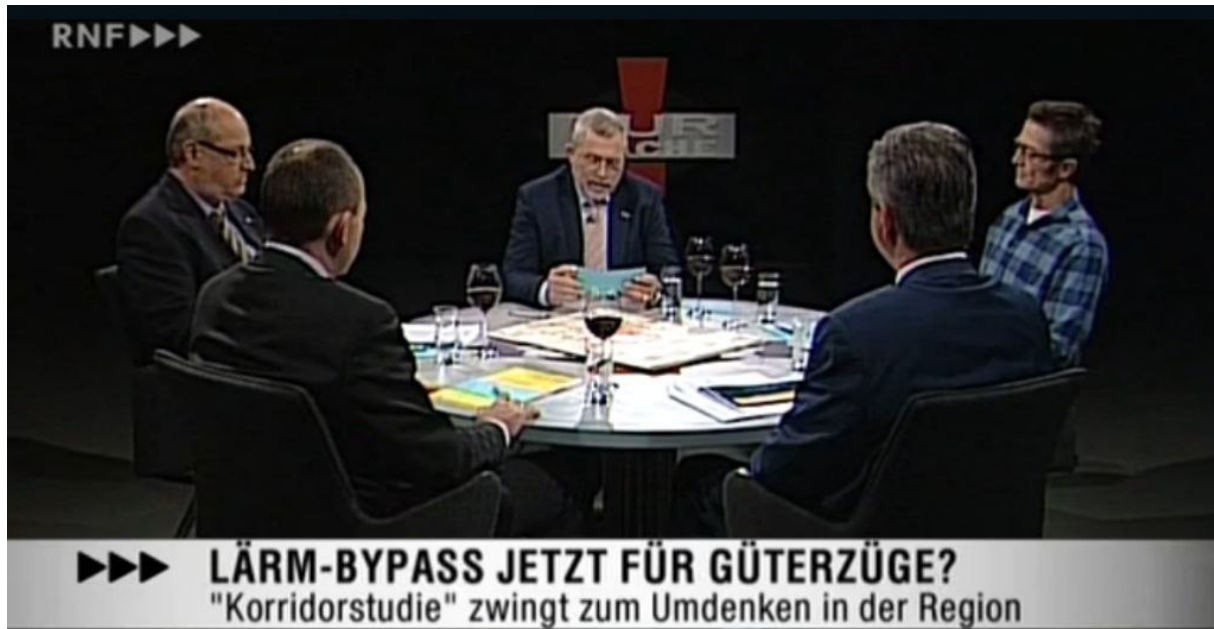 RNF
LÄRM-BYPASS JETZT FÜR GÜTERZÜGE?
"Korridorstudie" zwingt zum Umdenken in der Region